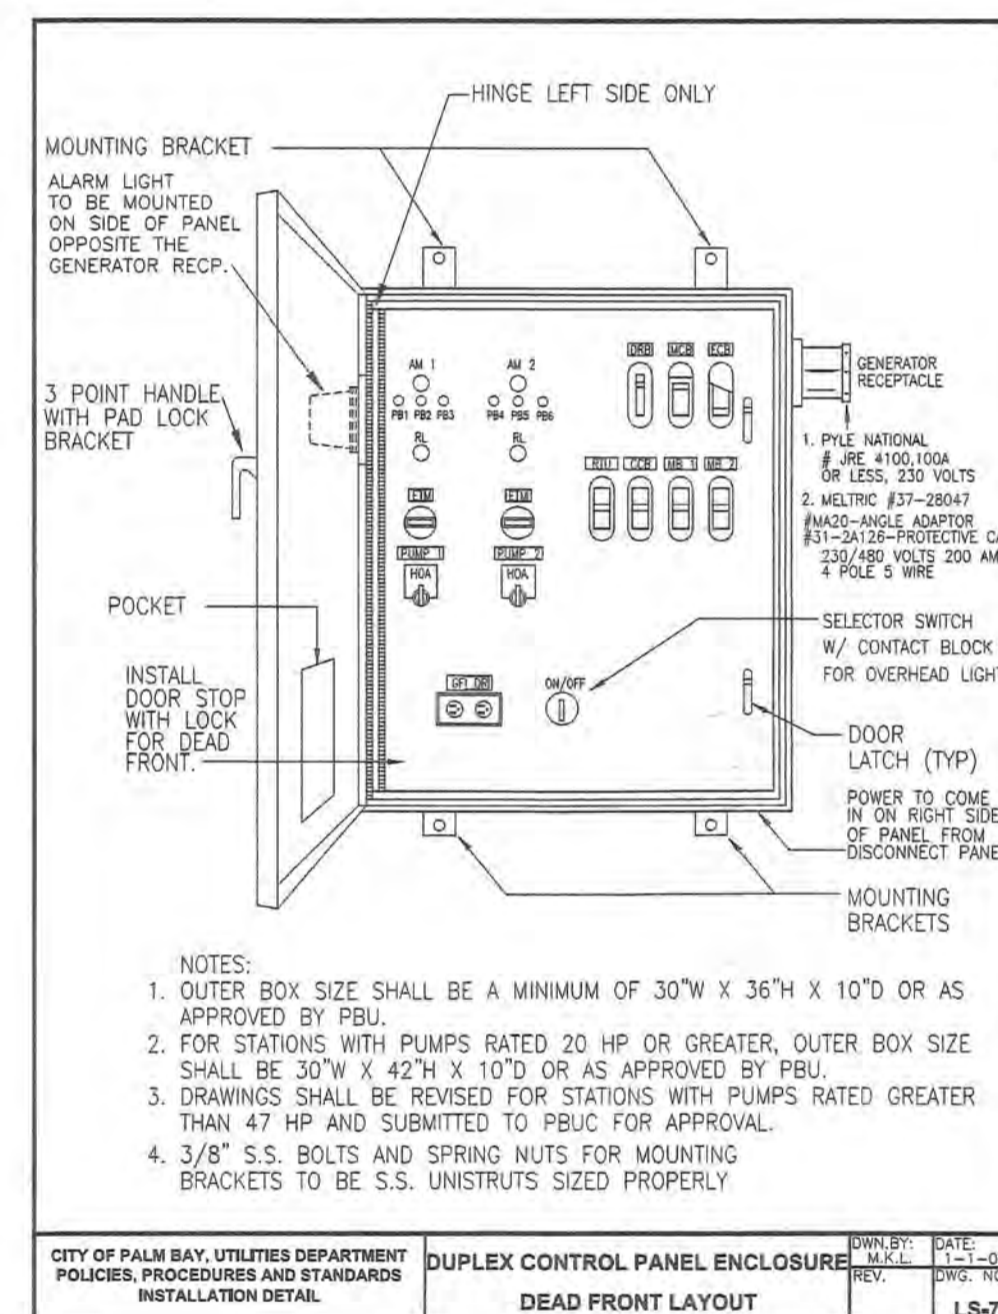 HINGE LEFT SIDE ONLY
MOUNTING BRACKET
ALARM LIGHT
TO BE MOUNTED
ON SIDE OF PANEL
OPPOSITE THE
GENERATOR RECP.
3 POINT HANDLE
WITH PAD LOCK
BRACKET
POCKET
INSTALL
DOOR STOP
WITH LOCK
FOR DEAD
FRONT.
AM 1
AM 2
PB1 PB2 PB3
PB4 PB5 PB6
RL
RL
ETM
ETM
PUMP 1
PUMP 2
HOA
HOA
DRB MCB ECB
RTU CCB MB 1 MB 2
GFI DRI
ON/OFF
GENERATOR
RECEPTACLE
1. PYLE NATIONAL
# JRE 4100,100A
OR LESS, 230 VOLTS
2. MELTRIC #37-28047
#MA20-ANGLE ADAPTOR
#31-2A126-PROTECTIVE
230/480 VOLTS 200
4 POLE 5 WIRE
SELECTOR SWITCH
W/ CONTACT BLOCK
FOR OVERHEAD LIGHT
DOOR
LATCH (TYP)
POWER TO COME
IN ON RIGHT SIDE
OF PANEL FROM
DISCONNECT
MOUNTING
BRACKETS
NOTES:
1. OUTER BOX SIZE SHALL BE A MINIMUM OF 30"W X 36"H X 10"D OR AS
APPROVED BY PBU.
2. FOR STATIONS WITH PUMPS RATED 20 HP OR GREATER, OUTER BOX SIZE
SHALL BE 30"W X 42"H X 10"D OR AS APPROVED BY PBU.
3. DRAWINGS SHALL BE REVISED FOR STATIONS WITH PUMPS RATED GREATER
THAN 47 HP AND SUBMITTED TO PBUC FOR APPROVAL.
4. 3/8" S.S. BOLTS AND SPRING NUTS FOR MOUNTING
BRACKETS TO BE S.S. UNISTRUTS SIZED PROPERLY
CITY OF PALM BAY, UTILITIES DEPARTMENT
POLICIES, PROCEDURES AND STANDARDS
INSTALLATION DETAIL
DUPLEX CONTROL PANEL ENCLOSURE
DEAD FRONT LAYOUT
DWN.BY:
M.K.L.
REV.
DATE:
DWG.